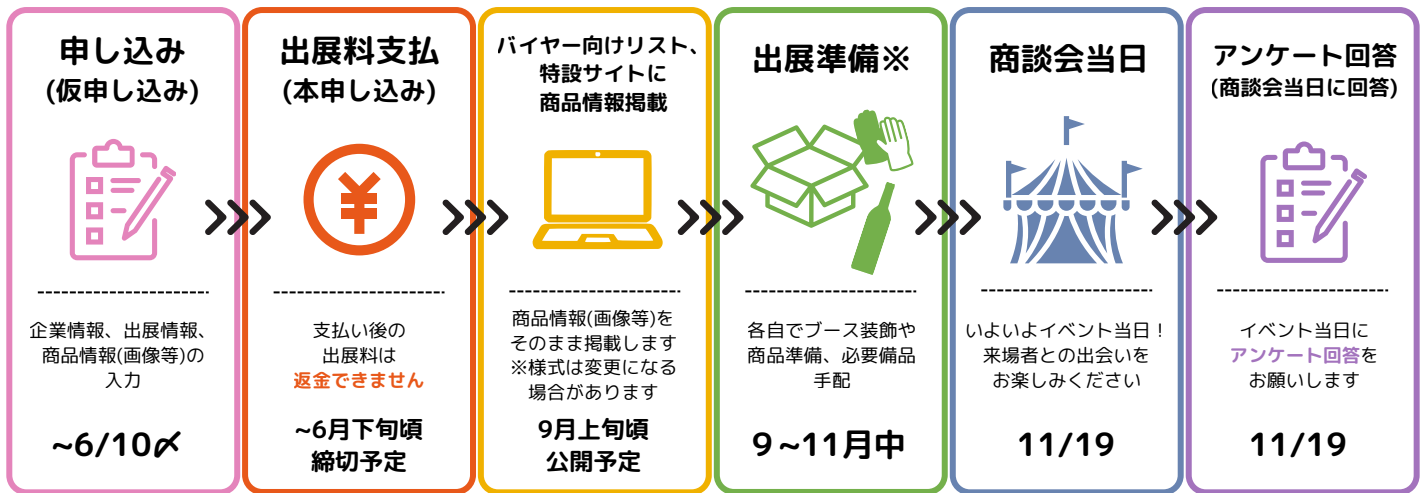 申し込み
(仮申し込み)
企業情報、出展情報、
商品情報(画像等)の
入力
~6/10〆
出展料支払
(本申し込み)
支払い後の
出展料は
返金できません
~6月下旬頃
締切予定
バイヤー向けリスト、
特設サイトに
商品情報掲載
商品情報(画像等)を
そのまま掲載します
※様式は変更になる
場合があります
9月上旬頃
公開予定
出展準備※
各自でブース装飾や
商品準備、必要備品
手配
9~11月中
商談会当日
いよいよイベント当日!
来場者との出会いを
お楽しみください
11/19
アンケート回答
(商談会当日に回答)
イベント当日に
アンケート回答を
お願いします
11/19